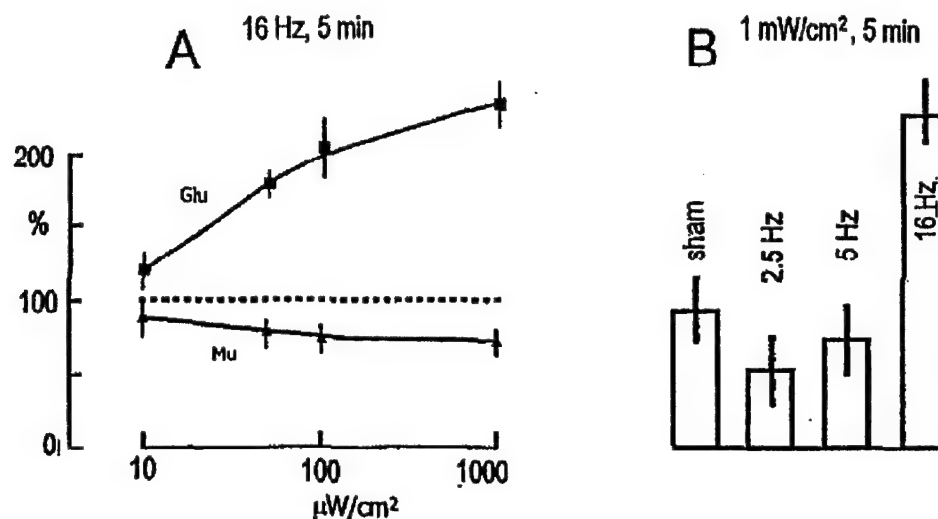 A
16 Hz, 5 min
200
%
100
0
Glu
Mu
10
100
1000
µW/cm²
B
1 mW/cm², 5 min
sham
2.5 Hz
5 Hz
16 Hz